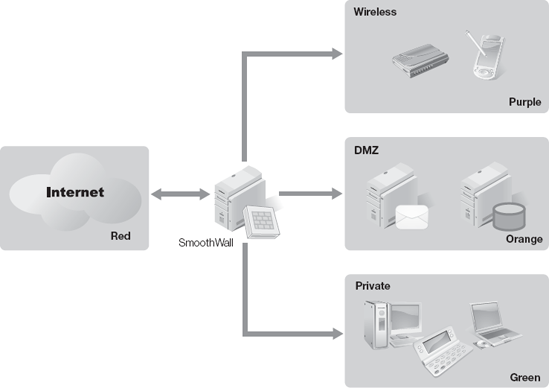 Wireless
Purple
DMZ
Internet
Red
SmoothWall
Orange
Private
Green